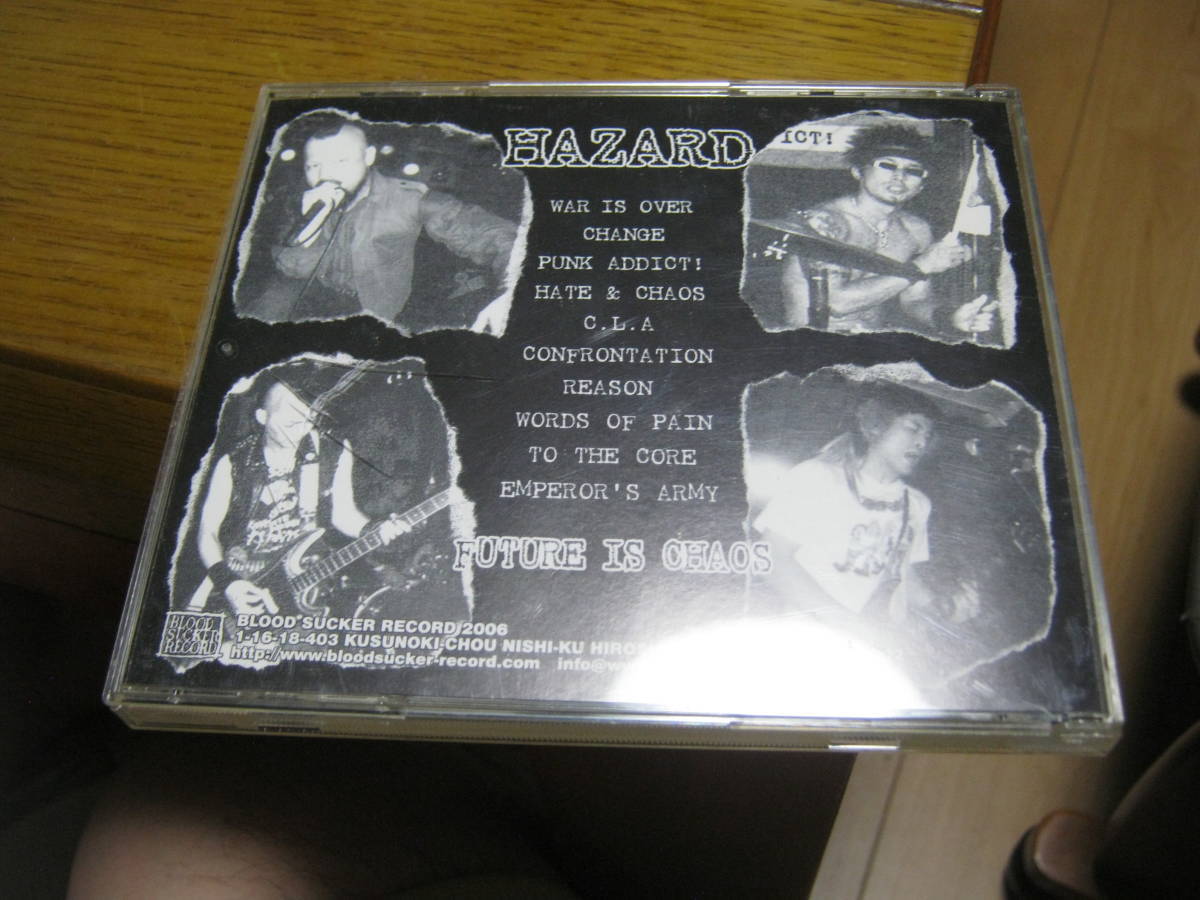 HAZARD
ICT!
WAR IS OVER
CHANGE
PUNK ADDICT!
HATE & CHAOS
C.L.A
CONFRONTATION
REASON
WORDS OF PAIN
TO THE CORE
EMPEROR'S ARMY
FUTURE IS CHAOS
BLOOD
SUCKER
RECORD
BLOOD SUCKER RECORD 2006
1-16-18-403 KUSUNOKI-CHOU NISHI-KU
http://www.bloodsucker-record.com